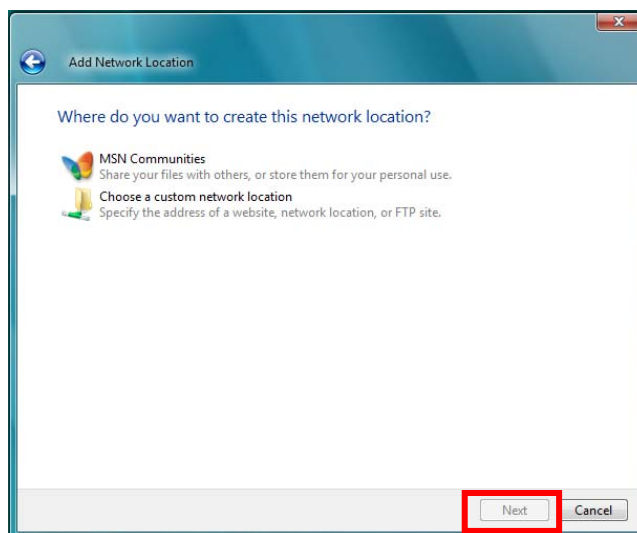 Add Network Location
Where do you want to create this network location?
MSN Communities
Share your files with others, or store them for your personal use.
Choose a custom network location
Specify the address of a website, network location, or FTP site.
Next Cancel